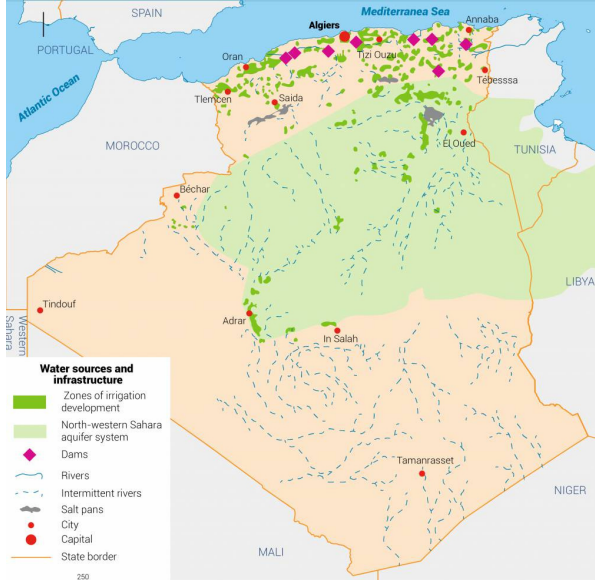 SPAIN
Mediterranean Sea
Algiers
Annaba
PORTUGAL
Oran
Tizi Ouzu
Tebesssa
Atlantic Ocean
Tlemcen
Saida
El Oued
MOROCCO
TUNISIA
Béchar
LIBYA
Tindouf
Adrar
In Salah
Western
Sahara
Water sources and
infrastructure
Zones of irrigation
development
North-western Sahara
aquifer system
Dams
Rivers
Intermittent rivers
Salt pans
City
Capital
State border
250
Tamanrasset
NIGER
MALI